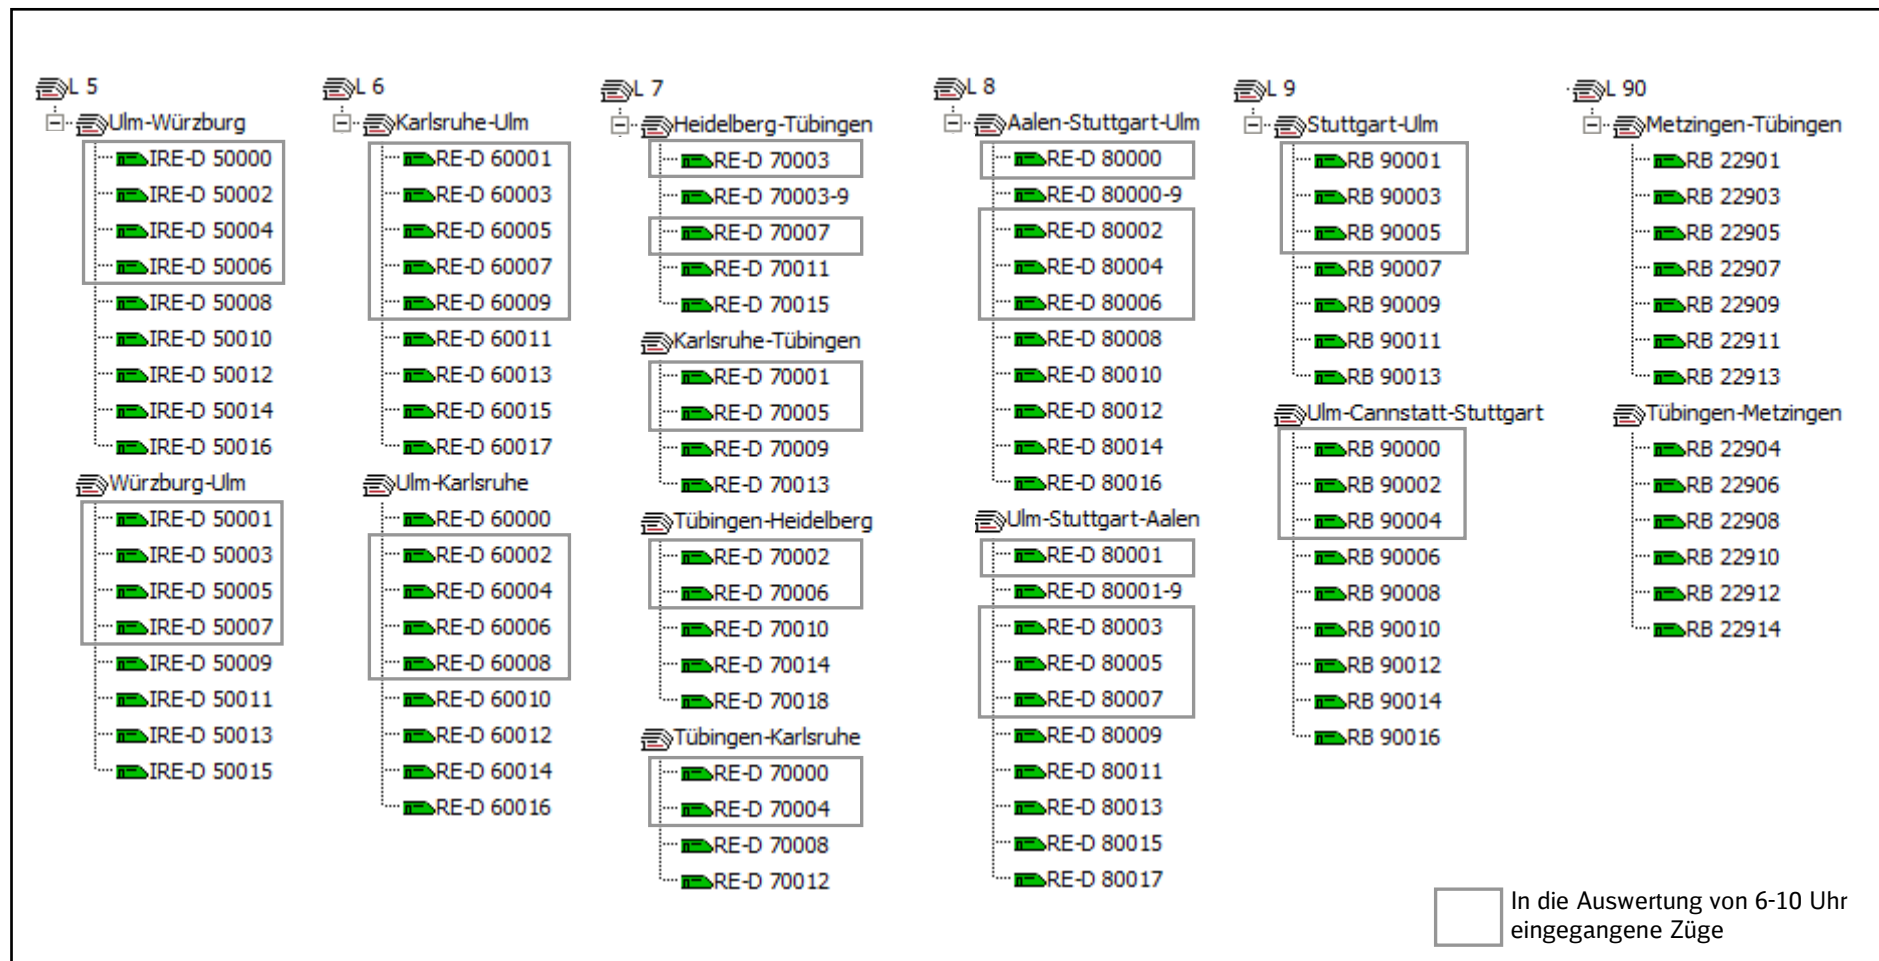 L 5
Ulm-Würzburg
IRE-D 50000
IRE-D 50002
IRE-D 50004
IRE-D 50006
IRE-D 50008
IRE-D 50010
IRE-D 50012
IRE-D 50014
IRE-D 50016
Würzburg-Ulm
IRE-D 50001
IRE-D 50003
IRE-D 50005
IRE-D 50007
IRE-D 50009
IRE-D 50011
IRE-D 50013
IRE-D 50015
L 6
Karlsruhe-Ulm
RE-D 60001
RE-D 60003
RE-D 60005
RE-D 60007
RE-D 60009
RE-D 60011
RE-D 60013
RE-D 60015
RE-D 60017
Ulm-Karlsruhe
RE-D 60000
RE-D 60002
RE-D 60004
RE-D 60006
RE-D 60008
RE-D 60010
RE-D 60012
RE-D 60014
RE-D 60016
L 7
Heidelberg-Tübingen
RE-D 70003
RE-D 70003-9
RE-D 70007
RE-D 70011
RE-D 70015
Karlsruhe-Tübingen
RE-D 70001
RE-D 70005
RE-D 70009
RE-D 70013
Tübingen-Heidelberg
RE-D 70002
RE-D 70006
RE-D 70010
RE-D 70014
RE-D 70018
Tübingen-Karlsruhe
RE-D 70000
RE-D 70004
RE-D 70008
RE-D 70012
L 8
Aalen-Stuttgart-Ulm
RE-D 80000
RE-D 80000-9
RE-D 80002
RE-D 80004
RE-D 80006
RE-D 80008
RE-D 80010
RE-D 80012
RE-D 80014
RE-D 80016
Ulm-Stuttgart-Aalen
RE-D 80001
RE-D 80001-9
RE-D 80003
RE-D 80005
RE-D 80007
RE-D 80009
RE-D 80011
RE-D 80013
RE-D 80015
RE-D 80017
L 9
Stuttgart-Ulm
RB 90001
RB 90003
RB 90005
RB 90007
RB 90009
RB 90011
RB 90013
Ulm-Cannstatt-Stuttgart
RB 90000
RB 90002
RB 90004
RB 90006
RB 90008
RB 90010
RB 90012
RB 90014
RB 90016
L 90
Metzingen-Tübingen
RB 22901
RB 22903
RB 22905
RB 22907
RB 22909
RB 22911
RB 22913
Tübingen-Metzingen
RB 22904
RB 22906
RB 22908
RB 22910
RB 22912
RB 22914
In die Auswertung von 6-10 Uhr
eingegangene Züge